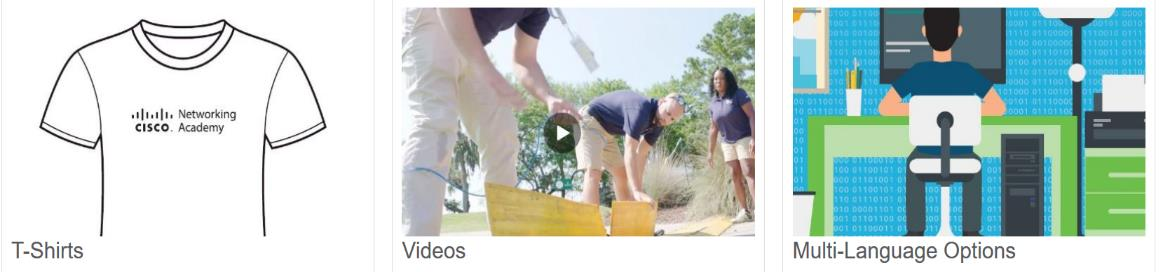 Networking
CISCO. Academy
T-Shirts
Videos
Multi-Language Options